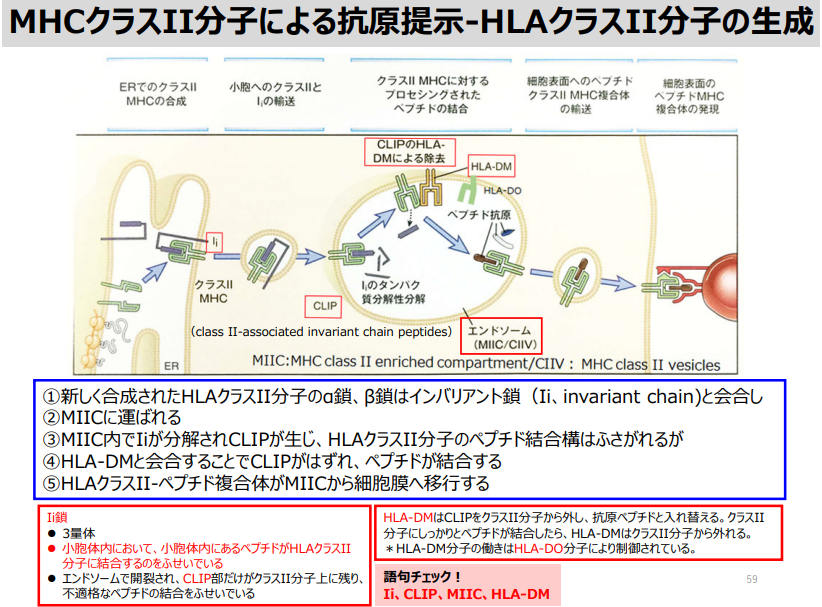 MHCクラスII分子による抗原提示-HLAクラスII分子の生成
ERでのクラスII
MHCの合成
小胞へのクラスIIと
Iiの輸送
クラスII MHCに対する
プロセシングされた
ペプチドの結合
細胞表面へのペプチド
クラスII MHC複合体
の輸送
細胞表面の
ペプチドMHC
複合体の発現
CLIPのHLA-
DMによる除去
HLA-DM
HLA-DO
ペプチド抗原
Ii
クラスII
MHC
Iiのタンパク
質分解性分解
CLIP
(class II-associated invariant chain peptides)
エンドソーム
(MIIC/CIIV)
ER
MIIC:MHC class II enriched compartment/CIIV : MHC class II vesicles
①新しく合成されたHLAクラスII分子のα鎖、β鎖はインバリアント鎖（Ii、invariant chain)と会合し
②MIICに運ばれる
③MIIC内でIiが分解されCLIPが生じ、HLAクラスII分子のペプチド結合構はふさがれるが
④HLA-DMと会合することでCLIPがはずれ、ペプチドが結合する
⑤HLAクラスII-ペプチド複合体がMIICから細胞膜へ移行する
Ii鎖
● 3量体
● 小胞体内において、小胞体内にあるペプチドがHLAクラスII
分子に結合するのをふせいでいる
● エンドソームで開裂され、CLIP部だけがクラスII分子上に残り、
不適格なペプチドの結合をふせいでいる
HLA-DMはCLIPをクラスII分子から外し、抗原ペプチドと入れ替える。クラスII
分子にしっかりとペプチドが結合したら、HLA-DMはクラスII分子から外れる。
＊HLA-DM分子の働きはHLA-DO分子により制御されている。
語句チェック！
Ii、CLIP、MIIC、HLA-DM
59